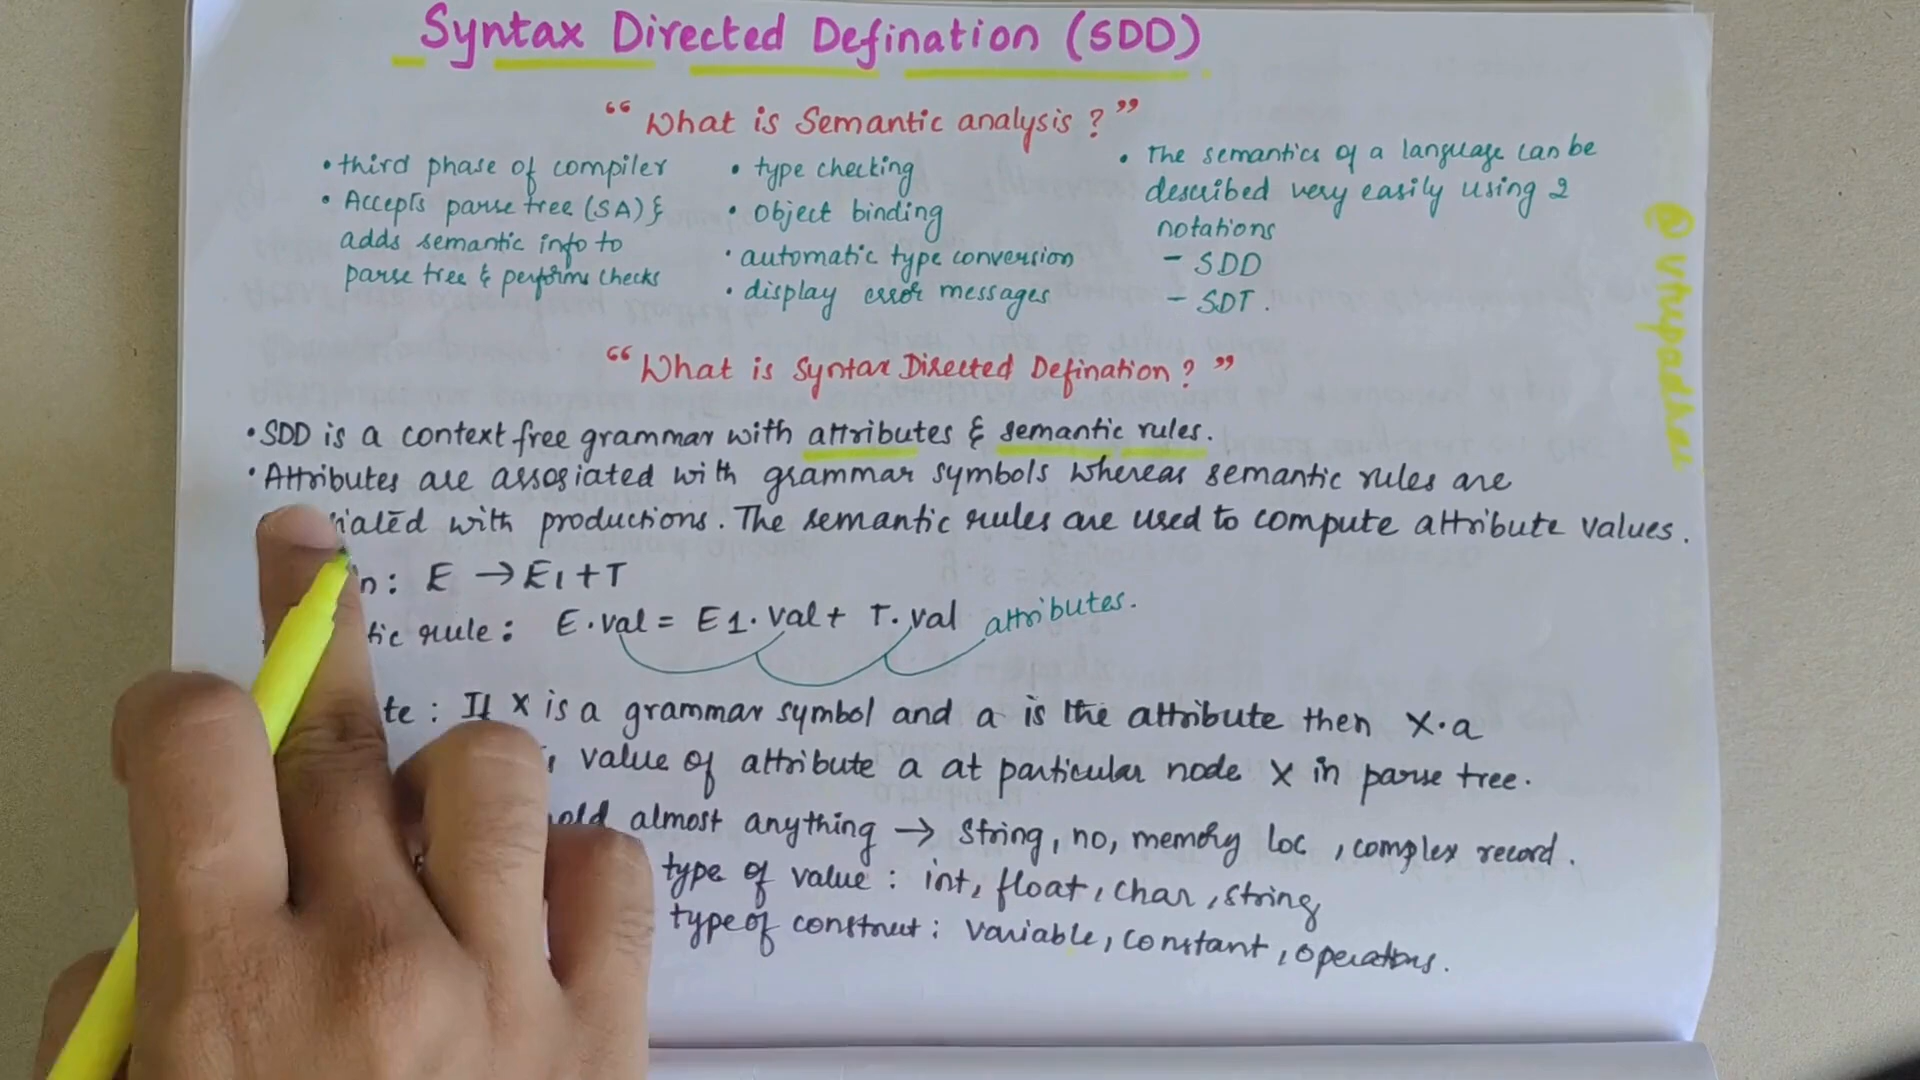 Syntax Directed Defination (SDD)
“ What is Semantic analysis ? ”
• third phase of compiler
• Accepts parse tree (SA) &
adds semantic info to
parse tree & performs checks
• type checking
• Object binding
• automatic type conversion
• display error messages
• The semantics of a language can be
described very easily using 2
notations
- SDD
- SDT.
“ What is Syntax Directed Defination ? ”
• SDD is a context free grammar with attributes & semantic rules.
• Attributes are assosiated with grammar symbols whereas semantic rules are
with productions. The semantic rules are used to compute attribute values.
: E → E1 + T
rule : E.val = E1.val + T.val attributes.
: If X is a grammar symbol and a is the attribute then X.a
value of attribute a at particular node X in parse tree.
almost anything → String, no, memory loc , complex record.
type of value : int, float, char, string
type of construct : variable, constant, operators.
@Vhupadhax